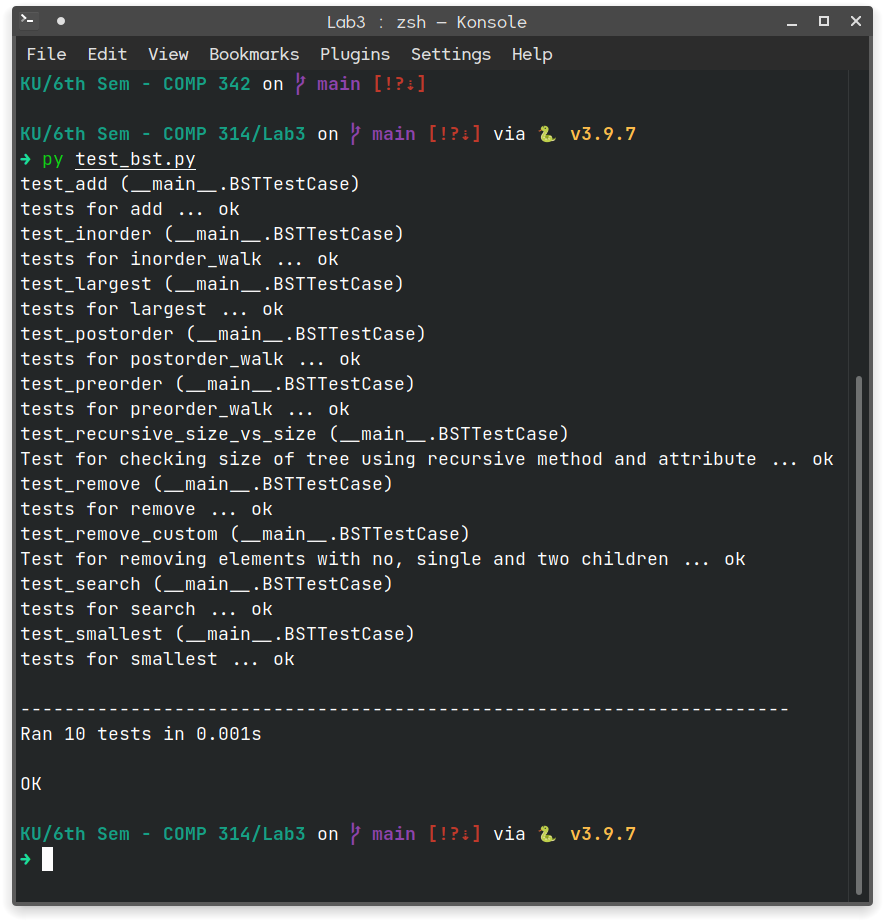 Lab3 : zsh — Konsole
File Edit View Bookmarks Plugins Settings Help
KU/6th Sem - COMP 342 on main [!?⇣]
KU/6th Sem - COMP 314/Lab3 on main [!?⇣] via 🐍 v3.9.7
➜ py test_bst.py
test_add (__main__.BSTTestCase)
tests for add ... ok
test_inorder (__main__.BSTTestCase)
tests for inorder_walk ... ok
test_largest (__main__.BSTTestCase)
tests for largest ... ok
test_postorder (__main__.BSTTestCase)
tests for postorder_walk ... ok
test_preorder (__main__.BSTTestCase)
tests for preorder_walk ... ok
test_recursive_size_vs_size (__main__.BSTTestCase)
Test for checking size of tree using recursive method and attribute ... ok
test_remove (__main__.BSTTestCase)
tests for remove ... ok
test_remove_custom (__main__.BSTTestCase)
Test for removing elements with no, single and two children ... ok
test_search (__main__.BSTTestCase)
tests for search ... ok
test_smallest (__main__.BSTTestCase)
tests for smallest ... ok
----------------------------------------------------------------------
Ran 10 tests in 0.001s
OK
KU/6th Sem - COMP 314/Lab3 on main [!?⇣] via 🐍 v3.9.7
➜